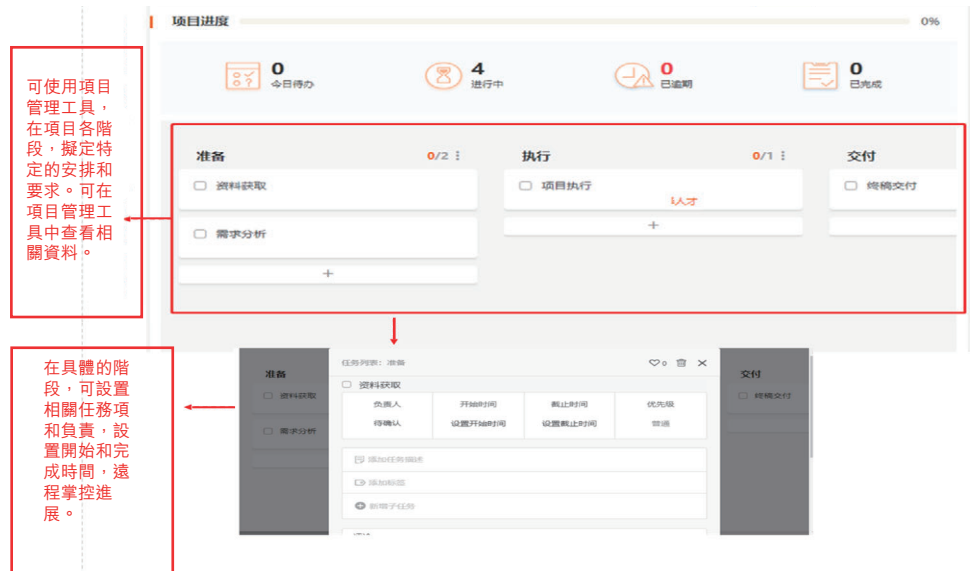 项目进度
0%
0
今日待办
4
进行中
0
已逾期
0
已完成
可使用項目
管理工具，
在項目各階
段，擬定特
定的安排和
要求。可在
項目管理工
具中查看相
關資料。
准备
0/2
执行
0/1
交付
资料获取
项目执行
终稿交付
人才
需求分析
在具體的階
段，可設置
相關任務項
和負責，設
置開始和完
成時間，遠
程掌控進
展。
准备
资料获取
需求分析
任务列表：准备
0
资料获取
负责人
开始时间
截止时间
优先级
待确认
设置开始时间
设置截止时间
普通
添加任务描述
添加标签
新增子任务
交付
终稿交付